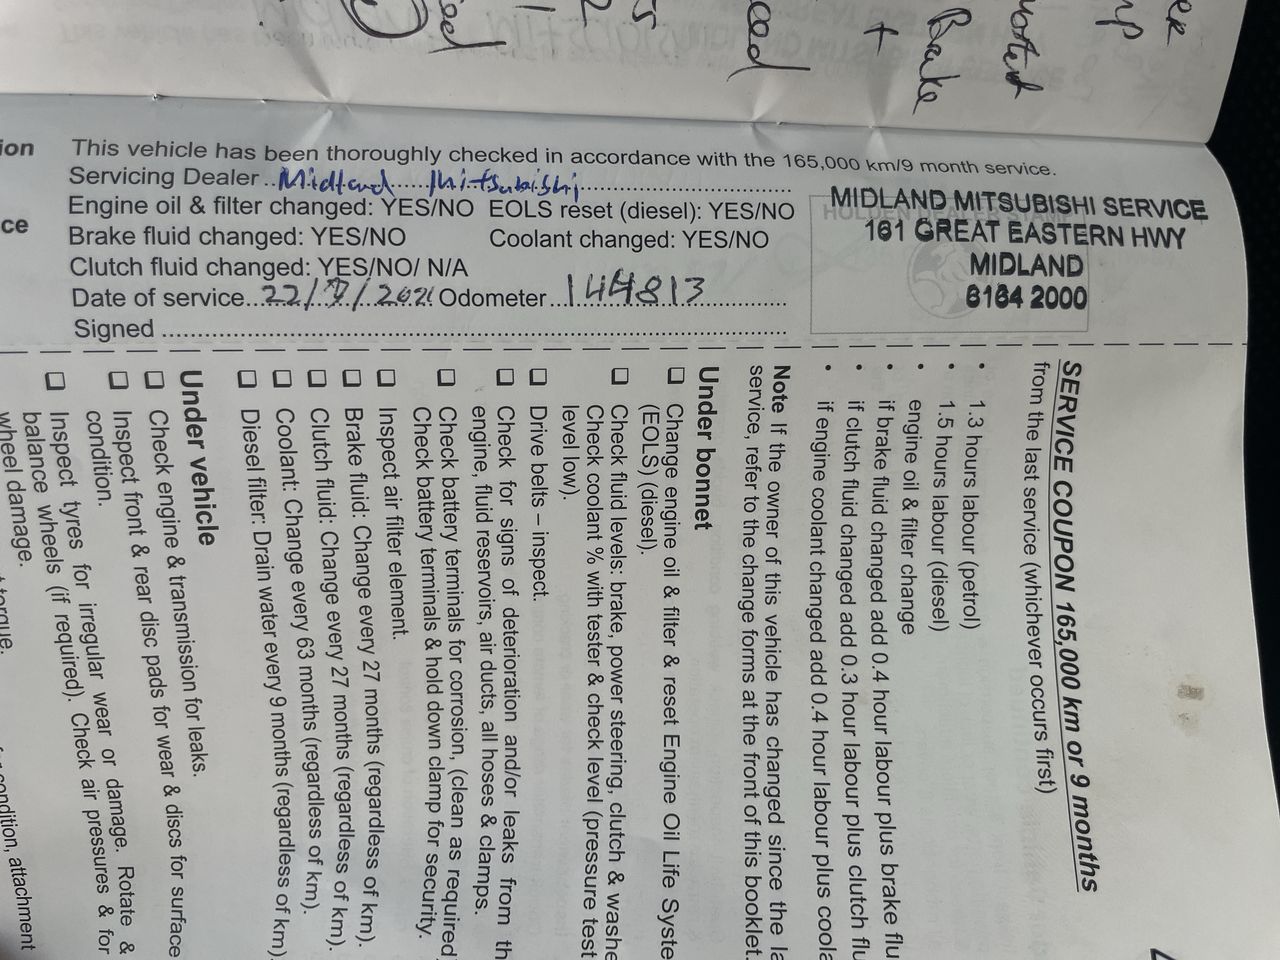 ion
ce
This vehicle has been thoroughly checked in accordance with the 165,000 km/9 month service.
Servicing Dealer..Midland......Mitsubishi
Engine oil & filter changed: YES/NO EOLS reset (diesel): YES/NO
Brake fluid changed: YES/NO Coolant changed: YES/NO
Clutch fluid changed: YES/NO/ N/A
Date of service...22/7/2021 Odometer...144813
Signed
MIDLAND MITSUBISHI SERVICE
161 GREAT EASTERN HWY
MIDLAND
6164 2000
HOLDEN DEALER STAMP
SERVICE COUPON 165,000 km or 9 months
from the last service (whichever occurs first)
• 1.3 hours labour (petrol)
• 1.5 hours labour (diesel)
• engine oil & filter change
• if brake fluid changed add 0.4 hour labour plus brake flu
• if clutch fluid changed add 0.3 hour labour plus clutch flu
• if engine coolant changed add 0.4 hour labour plus coola
Note If the owner of this vehicle has changed since the la
service, refer to the change forms at the front of this booklet.
Under bonnet
❑ Change engine oil & filter & reset Engine Oil Life Syste
(EOLS) (diesel).
❑ Check fluid levels: brake, power steering, clutch & washe
Check coolant % with tester & check level (pressure test
level low).
❑ Drive belts – inspect.
❑ Check for signs of deterioration and/or leaks from th
engine, fluid reservoirs, air ducts, all hoses & clamps.
❑ Check battery terminals for corrosion, (clean as required)
Check battery terminals & hold down clamp for security.
❑ Inspect air filter element.
❑ Brake fluid: Change every 27 months (regardless of km).
❑ Clutch fluid: Change every 27 months (regardless of km).
❑ Coolant: Change every 63 months (regardless of km).
❑ Diesel filter: Drain water every 9 months (regardless of km).
Under vehicle
❑ Check engine & transmission for leaks.
❑ Inspect front & rear disc pads for wear & discs for surface
condition.
❑ Inspect tyres for irregular wear or damage. Rotate &
balance wheels (if required). Check air pressures & for
wheel damage.
torque.
condition, attachment
Brake
+